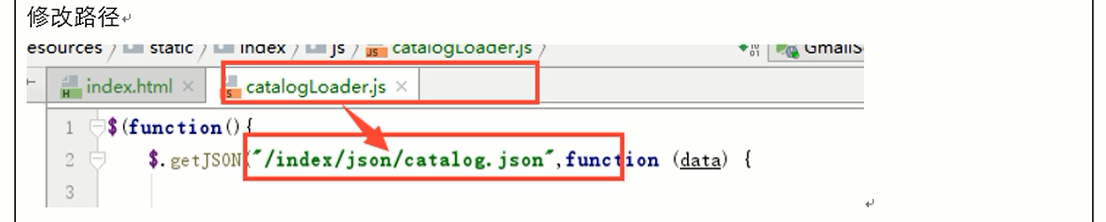 修改路径
esources static index js catalogLoader.js GmallS
index.html × catalogLoader.js ×
1 $(function(){
2 $.getJSON("/index/json/catalog.json",function (data) {
3